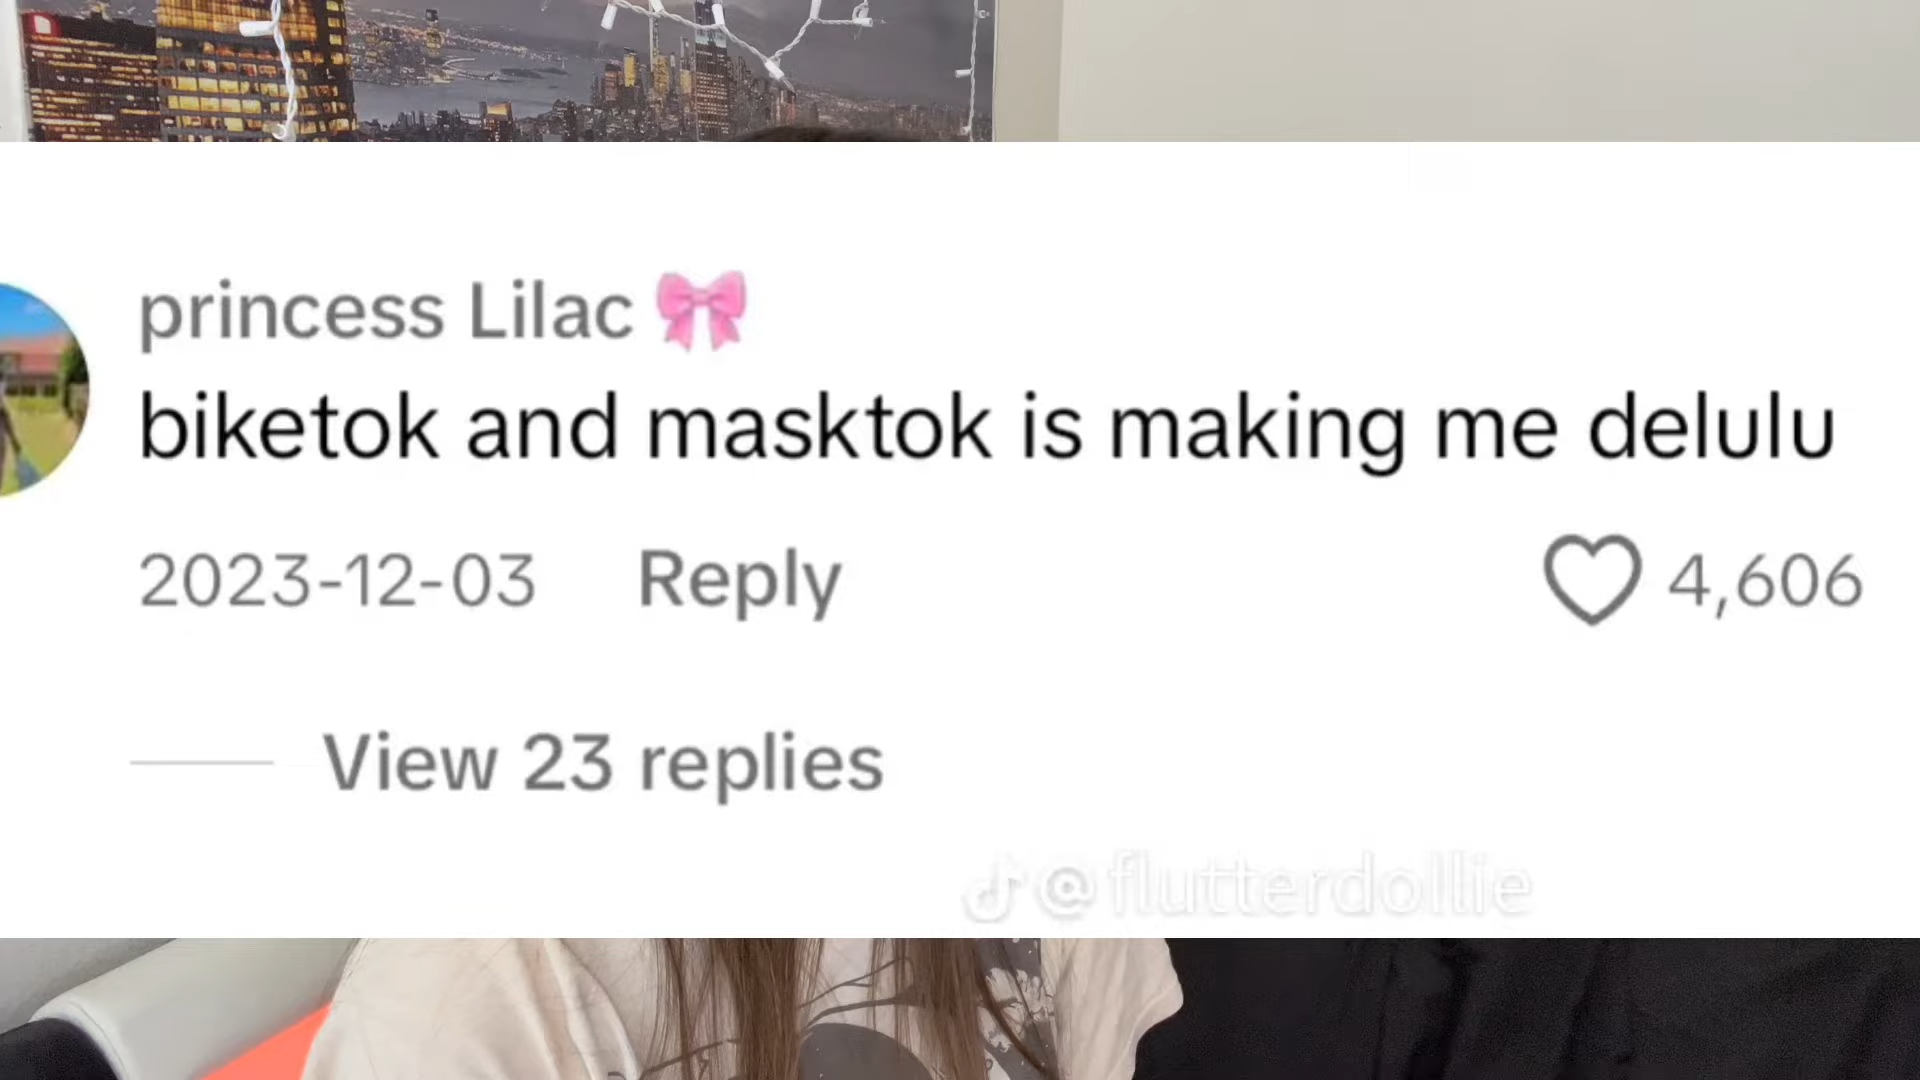 princess Lilac 🎀
biketok and masktok is making me delulu
2023-12-03 Reply 4,606
View 23 replies
@flutterdollie